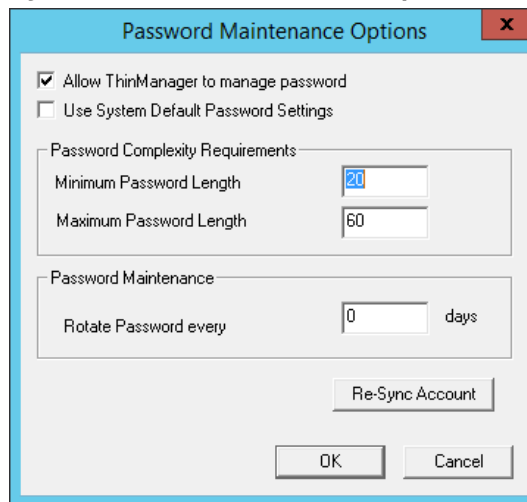 Password Maintenance Options
x
Allow ThinManager to manage password
Use System Default Password Settings
Password Complexity Requirements
Minimum Password Length 20
Maximum Password Length 60
Password Maintenance
Rotate Password every 0 days
Re-Sync Account
OK Cancel